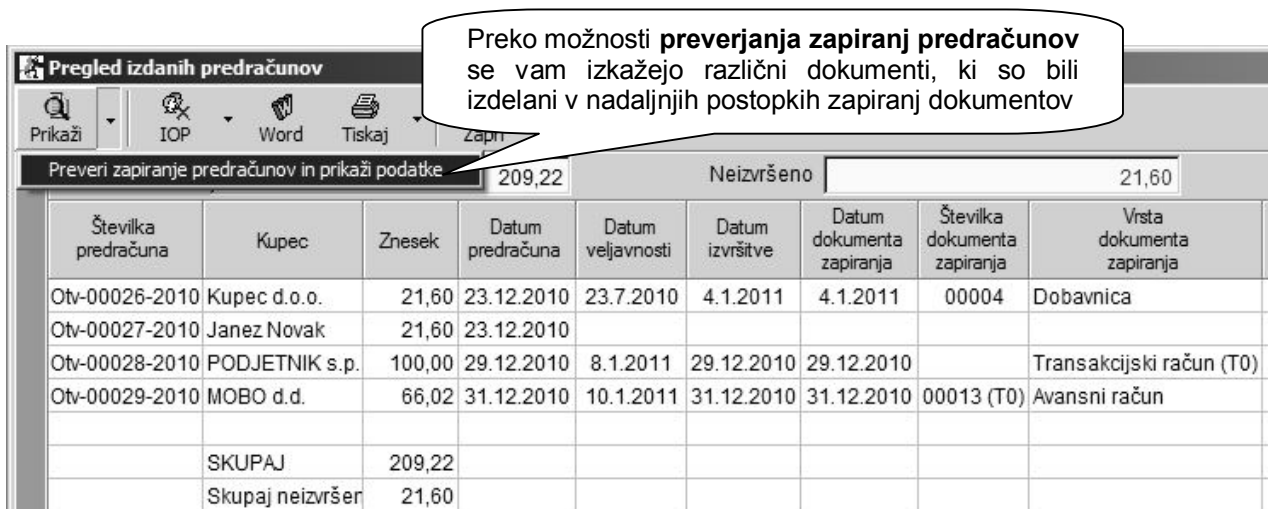 Preko možnosti preverjanja zapiranj predračunov
se vam izkažejo različni dokumenti, ki so bili
izdelani v nadaljnjih postopkih zapiranj dokumentov
Pregled izdanih predračunov
Prikaži IOP Word Tiskaj Zapri
Preveri zapiranje predračunov in prikaži podatke 209,22 Neizvršeno 21,60
Številka predračuna Kupec Znesek Datum predračuna Datum veljavnosti Datum izvršitve Datum dokumenta zapiranja Številka dokumenta zapiranja Vrsta dokumenta zapiranja
Otv-00026-2010 Kupec d.o.o. 21,60 23.12.2010 23.7.2010 4.1.2011 4.1.2011 00004 Dobavnica
Otv-00027-2010 Janez Novak 21,60 23.12.2010
Otv-00028-2010 PODJETNIK s.p. 100,00 29.12.2010 8.1.2011 29.12.2010 29.12.2010 Transakcijski račun (T0)
Otv-00029-2010 MOBO d.d. 66,02 31.12.2010 10.1.2011 31.12.2010 31.12.2010 00013 (T0) Avansni račun
SKUPAJ 209,22
Skupaj neizvršen 21,60